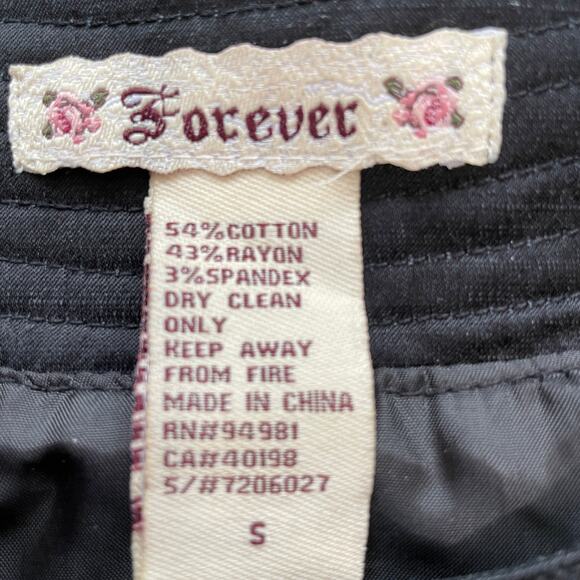 Forever
54%COTTON
43%RAYON
3%SPANDEX
DRY CLEAN
ONLY
KEEP AWAY
FROM FIRE
MADE IN CHINA
RN#94981
CA#40198
S/#7206027
S